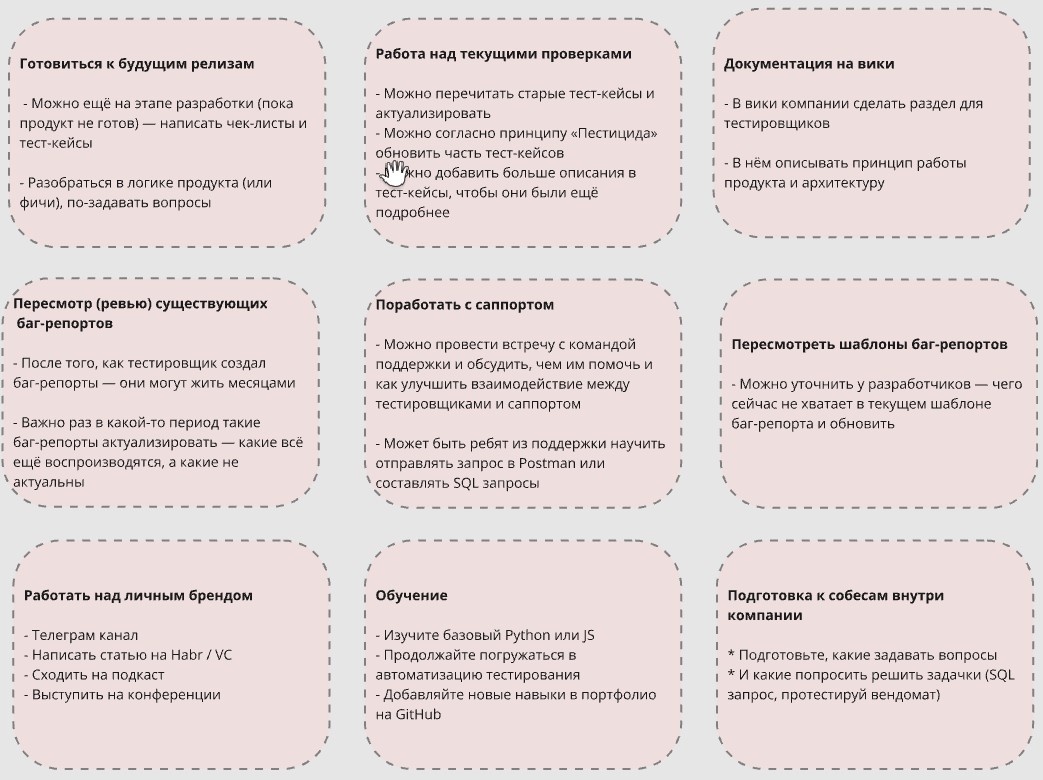 Готовиться к будущим релизам
- Можно ещё на этапе разработки (пока
продукт не готов) — написать чек-листы и
тест-кейсы
- Разобраться в логике продукта (или
фичи), по-задавать вопросы
Работа над текущими проверками
- Можно перечитать старые тест-кейсы и
актуализировать
- Можно согласно принципу «Пестицида»
обновить часть тест-кейсов
- добавить больше описания в
тест-кейсы, чтобы они были ещё
подробнее
Документация на вики
- В вики компании сделать раздел для
тестировщиков
- В нём описывать принцип работы
продукта и архитектуру
Пересмотр (ревью) существующих
баг-репортов
- После того, как тестировщик создал
баг-репорты — они могут жить месяцами
- Важно раз в какой-то период такие
баг-репорты актуализировать — какие всё
ещё воспроизводятся, а какие не
актуальны
Поработать с саппортом
- Можно провести встречу с командой
поддержки и обсудить, чем им помочь и
как улучшить взаимодействие между
тестировщиками и саппортом
- Может быть ребят из поддержки научить
отправлять запрос в Postman или
составлять SQL запросы
Пересмотреть шаблоны баг-репортов
- Можно уточнить у разработчиков — чего
сейчас не хватает в текущем шаблоне
баг-репорта и обновить
Работать над личным брендом
- Телеграм канал
- Написать статью на Habr / VC
- Сходить на подкаст
- Выступить на конференции
Обучение
- Изучите базовый Python или JS
- Продолжайте погружаться в
автоматизацию тестирования
- Добавляйте новые навыки в портфолио
на GitHub
Подготовка к собесам внутри
компании
* Подготовьте, какие задавать вопросы
* И какие попросить решить задачки (SQL
запрос, протестируй вендомат)